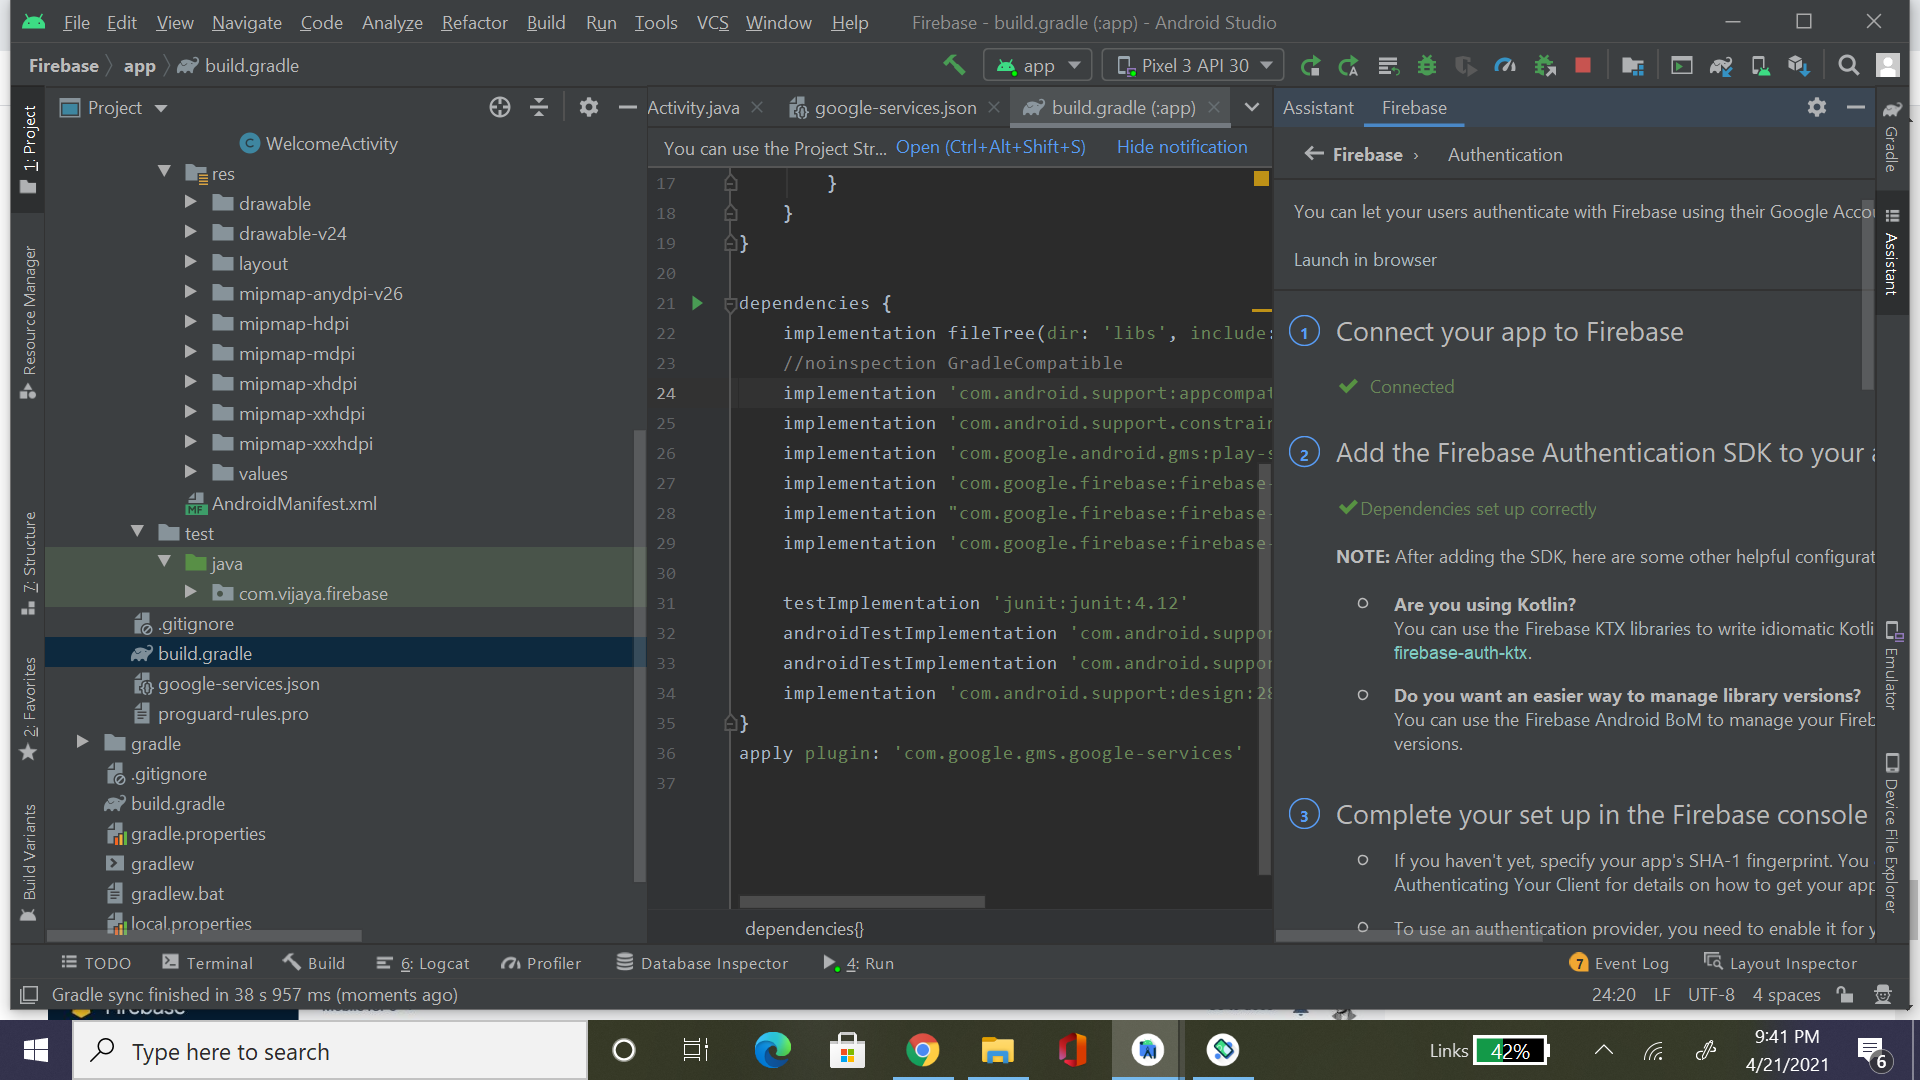 File Edit View Navigate Code Analyze Refactor Build Run Tools VCS Window Help Firebase - build.gradle (:app) - Android Studio
Firebase app build.gradle
app Pixel 3 API 30
1: Project
Resource Manager
7: Structure
2: Favorites
Build Variants
Project
WelcomeActivity
res
drawable
drawable-v24
layout
mipmap-anydpi-v26
mipmap-hdpi
mipmap-mdpi
mipmap-xhdpi
mipmap-xxhdpi
mipmap-xxxhdpi
values
AndroidManifest.xml
test
java
com.vijaya.firebase
.gitignore
build.gradle
google-services.json
proguard-rules.pro
gradle
.gitignore
build.gradle
gradle.properties
gradlew
gradlew.bat
local.properties
Activity.java google-services.json build.gradle (:app)
You can use the Project Str... Open (Ctrl+Alt+Shift+S) Hide notification
17 }
18 }
19 }
20
21 dependencies {
22 implementation fileTree(dir: 'libs', include:
23 //noinspection GradleCompatible
24 implementation 'com.android.support:appcompat
25 implementation 'com.android.support.constrain
26 implementation 'com.google.android.gms:play-s
27 implementation 'com.google.firebase:firebase-
28 implementation "com.google.firebase:firebase-
29 implementation 'com.google.firebase:firebase-
30
31 testImplementation 'junit:junit:4.12'
32 androidTestImplementation 'com.android.suppor
33 androidTestImplementation 'com.android.suppor
34 implementation 'com.android.support:design:28
35 }
36 apply plugin: 'com.google.gms.google-services'
37
dependencies{}
Assistant Firebase
Firebase › Authentication
You can let your users authenticate with Firebase using their Google Acco
Launch in browser
1 Connect your app to Firebase
Connected
2 Add the Firebase Authentication SDK to your a
Dependencies set up correctly
NOTE: After adding the SDK, here are some other helpful configurat
Are you using Kotlin?
You can use the Firebase KTX libraries to write idiomatic Kotli
firebase-auth-ktx.
Do you want an easier way to manage library versions?
You can use the Firebase Android BoM to manage your Fireb
versions.
3 Complete your set up in the Firebase console
If you haven't yet, specify your app's SHA-1 fingerprint. You
Authenticating Your Client for details on how to get your app
To use an authentication provider, you need to enable it for y
Gradle
Assistant
Emulator
Device File Explorer
TODO Terminal Build 6: Logcat Profiler Database Inspector 4: Run 7 Event Log Layout Inspector
Gradle sync finished in 38 s 957 ms (moments ago) 24:20 LF UTF-8 4 spaces
Firebase
Type here to search
Links 42% 9:41 PM
4/21/2021
6